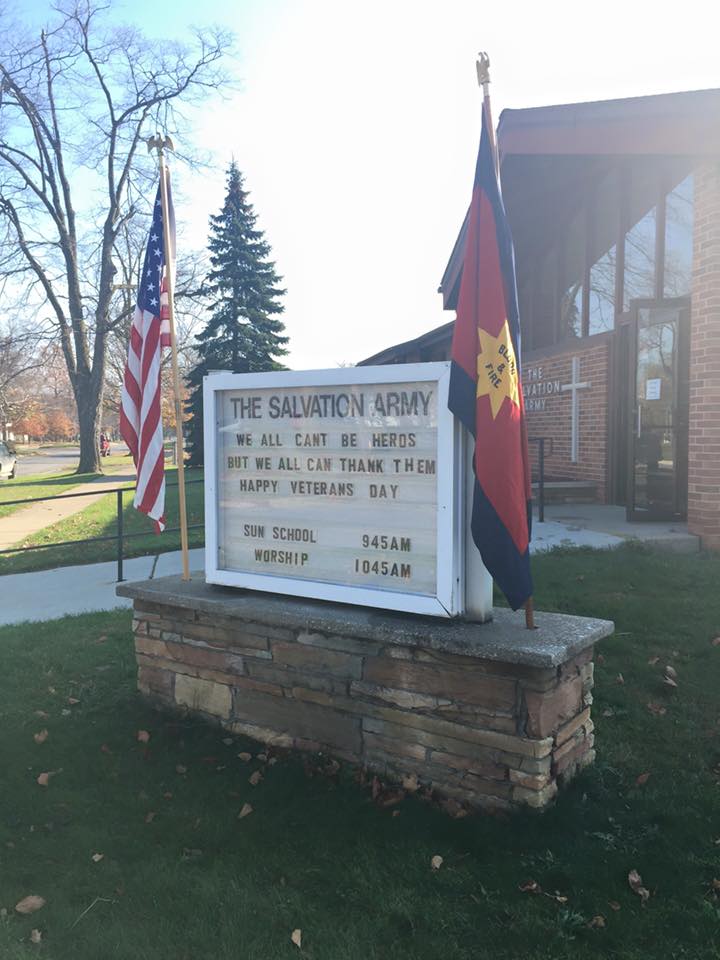 THE SALVATION ARMY
WE ALL CANT BE HEROS
BUT WE ALL CAN THANK THEM
HAPPY VETERANS DAY
SUN SCHOOL 945AM
WORSHIP 1045AM
BLOOD
&
FIRE
THE
SALVATION
ARMY